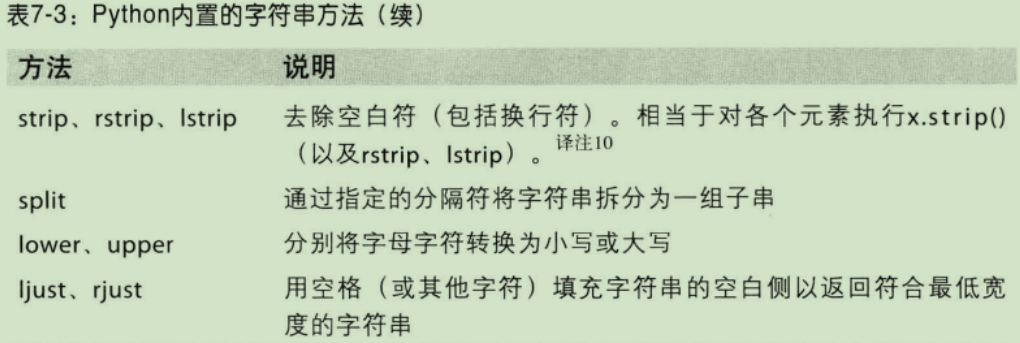 表7-3：Python内置的字符串方法（续）
方法 说明
strip、rstrip、lstrip 去除空白符（包括换行符）。相当于对各个元素执行x.strip()
（以及rstrip、lstrip）。译注10
split 通过指定的分隔符将字符串拆分为一组子串
lower、upper 分别将字母字符转换为小写或大写
ljust、rjust 用空格（或其他字符）填充字符串的空白侧以返回符合最低宽
度的字符串